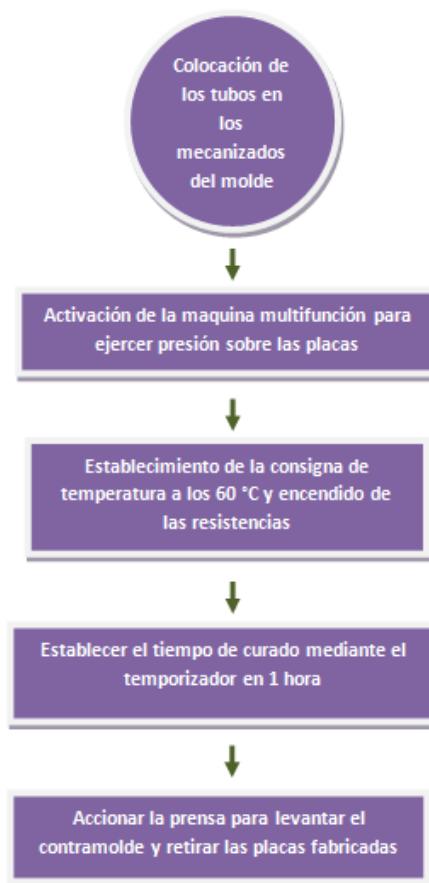 Colocación de
los tubos en
los
mecanizados
del molde
Activación de la maquina multifunción para
ejercer presión sobre las placas
Establecimiento de la consigna de
temperatura a los 60 °C y encendido de
las resistencias
Establecer el tiempo de curado mediante el
temporizador en 1 hora
Accionar la prensa para levantar el
contramolde y retirar las placas fabricadas